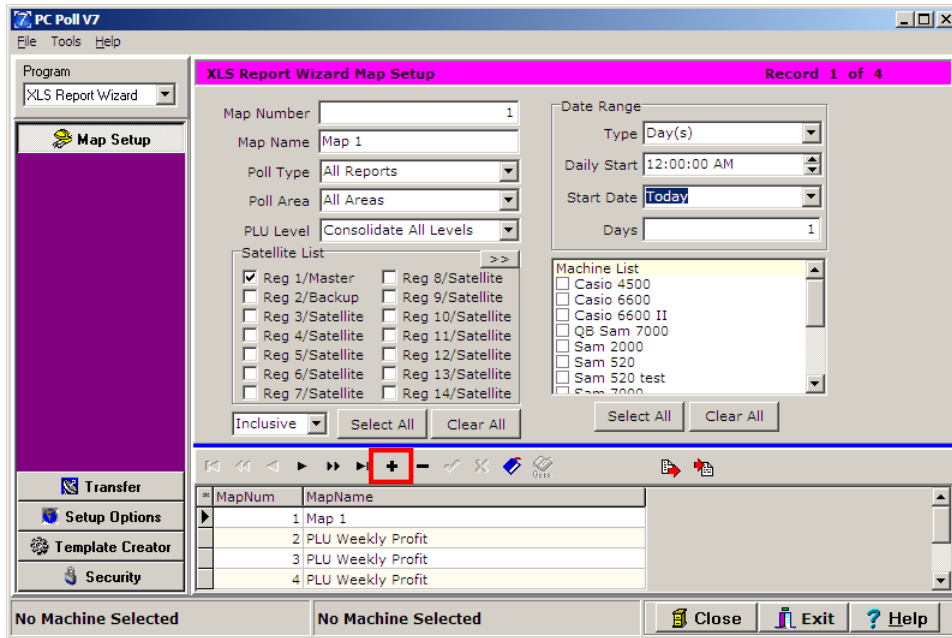 PC Poll V7
File Tools Help
Program
XLS Report Wizard
Map Setup
Transfer
Setup Options
Template Creator
Security
XLS Report Wizard Map Setup Record 1 of 4
Map Number 1
Map Name Map 1
Poll Type All Reports
Poll Area All Areas
PLU Level Consolidate All Levels
Satellite List >>
Reg 1/Master Reg 8/Satellite
Reg 2/Backup Reg 9/Satellite
Reg 3/Satellite Reg 10/Satellite
Reg 4/Satellite Reg 11/Satellite
Reg 5/Satellite Reg 12/Satellite
Reg 6/Satellite Reg 13/Satellite
Reg 7/Satellite Reg 14/Satellite
Inclusive Select All Clear All
Date Range
Type Day(s)
Daily Start 12:00:00 AM
Start Date Today
Days 1
Machine List
Casio 4500
Casio 6600
Casio 6600 II
QB Sam 7000
Sam 2000
Sam 520
Sam 520 test
Sam 7000
Select All Clear All
* MapNum MapName
1 Map 1
2 PLU Weekly Profit
3 PLU Weekly Profit
4 PLU Weekly Profit
No Machine Selected No Machine Selected Close Exit ? Help